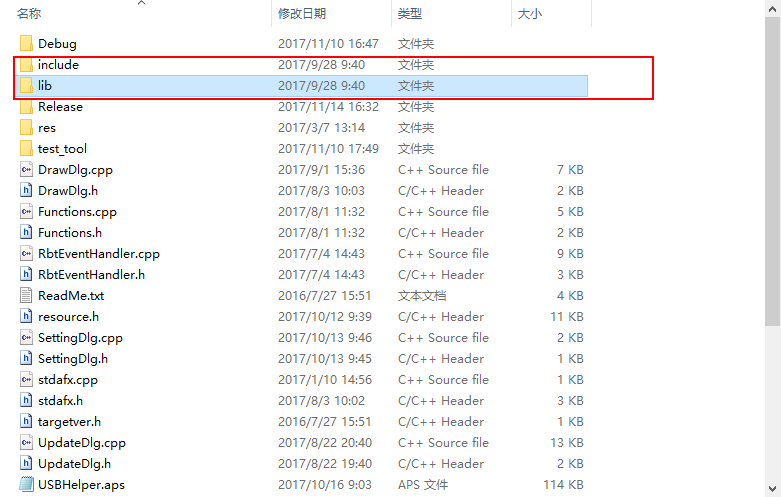 名称 修改日期 类型 大小
Debug 2017/11/10 16:47 文件夹
include 2017/9/28 9:40 文件夹
lib 2017/9/28 9:40 文件夹
Release 2017/11/14 16:32 文件夹
res 2017/3/7 13:14 文件夹
test_tool 2017/11/10 17:49 文件夹
DrawDlg.cpp 2017/9/1 15:36 C++ Source file 7 KB
DrawDlg.h 2017/8/3 10:03 C/C++ Header 2 KB
Functions.cpp 2017/8/1 11:32 C++ Source file 5 KB
Functions.h 2017/8/1 11:32 C/C++ Header 2 KB
RbtEventHandler.cpp 2017/7/4 14:43 C++ Source file 9 KB
RbtEventHandler.h 2017/7/4 14:43 C/C++ Header 3 KB
ReadMe.txt 2016/7/27 15:51 文本文档 4 KB
resource.h 2017/10/12 9:39 C/C++ Header 11 KB
SettingDlg.cpp 2017/10/13 9:46 C++ Source file 2 KB
SettingDlg.h 2017/10/13 9:45 C/C++ Header 2 KB
stdafx.cpp 2017/1/10 14:56 C++ Source file 1 KB
stdafx.h 2017/8/3 10:02 C/C++ Header 3 KB
targetver.h 2016/7/27 15:51 C/C++ Header 1 KB
UpdateDlg.cpp 2017/8/22 20:40 C++ Source file 13 KB
UpdateDlg.h 2017/8/22 19:40 C/C++ Header 2 KB
USBHelper.aps 2017/10/16 9:03 APS 文件 114 KB